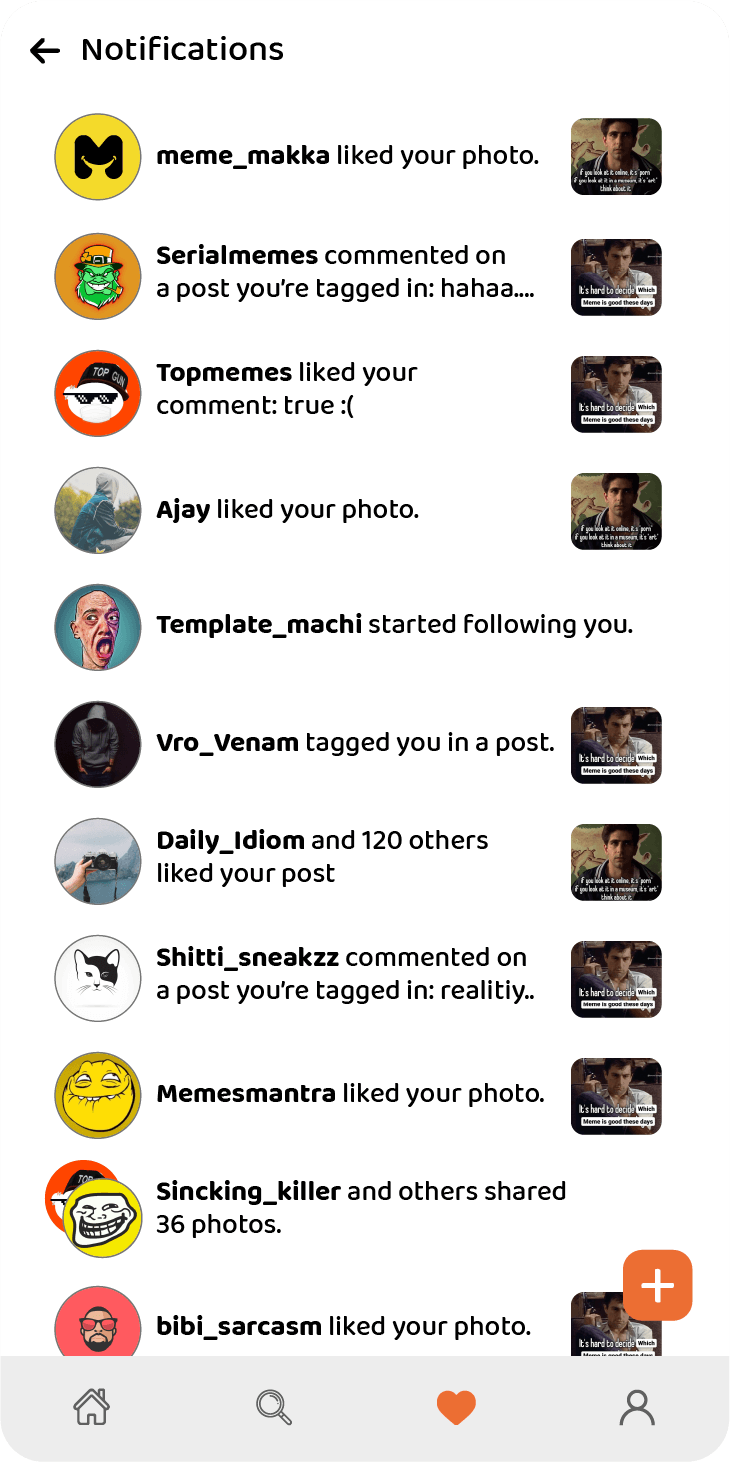 Notifications
meme_makka liked your photo.
if you look at it online, it's 'porn'
if you look at it in a museum, it's 'art'
think about it.
Serialmemes commented on
a post you're tagged in: hahaa....
It's hard to decide Which
Meme is good these days
TOP GUN
Topmemes liked your
comment: true :(
It's hard to decide Which
Meme is good these days
Ajay liked your photo.
if you look at it online, it's 'porn'
if you look at it in a museum, it's 'art'
think about it.
Template_machi started following you.
Vro_Venam tagged you in a post.
It's hard to decide Which
Meme is good these days
Daily_Idiom and 120 others
liked your post
if you look at it online, it's 'porn'
if you look at it in a museum, it's 'art'
think about it.
Shitti_sneakzz commented on
a post you're tagged in: realitiy..
It's hard to decide Which
Meme is good these days
Memesmantra liked your photo.
It's hard to decide Which
Meme is good these days
TOP
Sincking_killer and others shared
36 photos.
bibi_sarcasm liked your photo.
It's hard to decide Which
Meme is good these days